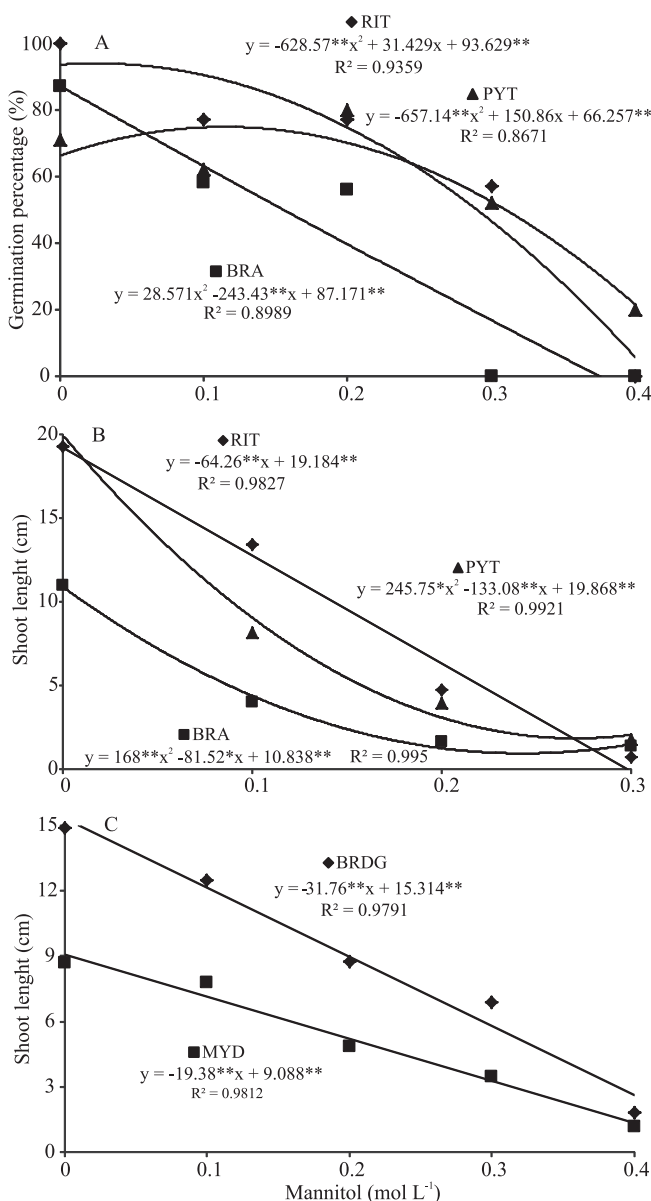 A
RIT
y = -628.57**x² + 31.429x + 93.629**
R² = 0.9359
PYT
y = -657.14**x² + 150.86x + 66.257**
R² = 0.8671
BRA
y = 28.571x² -243.43**x + 87.171**
R² = 0.8989
Germination percentage (%)
100
80
60
40
20
0
0 0.1 0.2 0.3 0.4
B
RIT
y = -64.26**x + 19.184**
R² = 0.9827
PYT
y = 245.75*x² -133.08**x + 19.868**
R² = 0.9921
BRA
y = 168**x² -81.52*x + 10.838** R² = 0.995
Shoot lenght (cm)
20
15
10
5
0
0 0.1 0.2 0.3
C
BRDG
y = -31.76**x + 15.314**
R² = 0.9791
MYD
y = -19.38**x + 9.088**
R² = 0.9812
Shoot lenght (cm)
15
12
9
6
3
0
0 0.1 0.2 0.3 0.4
Mannitol (mol L⁻¹)